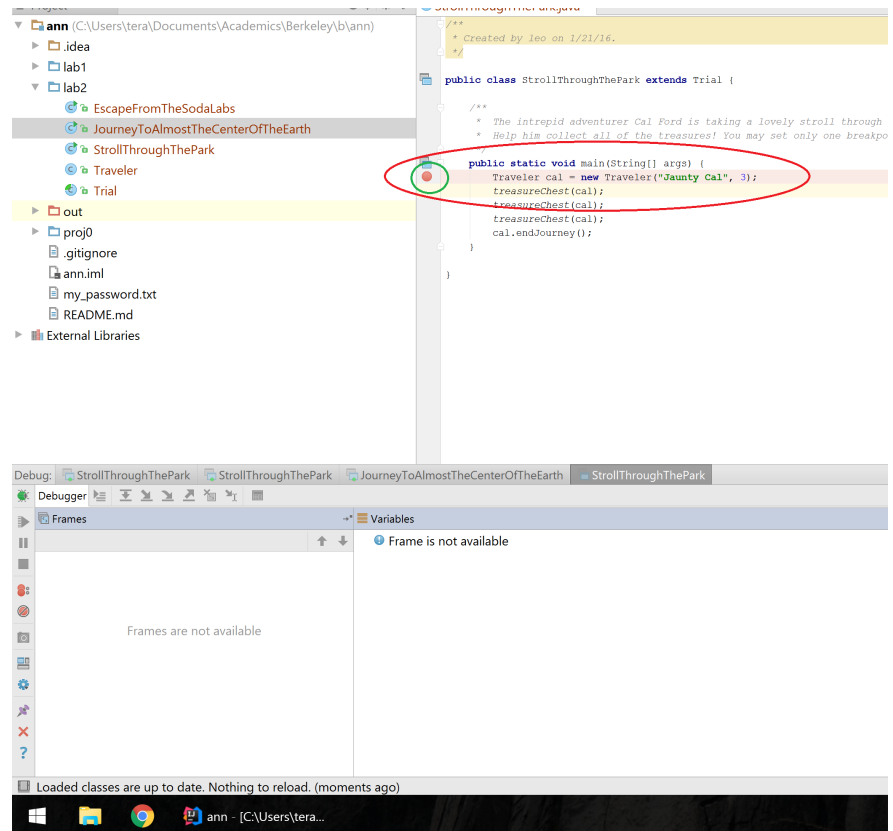 Project
StrollThroughThePark.java
ann (C:\Users\tera\Documents\Academics\Berkeley\b\ann)
.idea
lab1
lab2
EscapeFromTheSodaLabs
JourneyToAlmostTheCenterOfTheEarth
StrollThroughThePark
Traveler
Trial
out
proj0
.gitignore
ann.iml
my_password.txt
README.md
External Libraries
/**
* Created by leo on 1/21/16.
*/
public class StrollThroughThePark extends Trial {
/**
* The intrepid adventurer Cal Ford is taking a lovely stroll through
* Help him collect all of the treasures! You may set only one breakpo
*/
public static void main(String[] args) {
Traveler cal = new Traveler("Jaunty Cal", 3);
treasureChest(cal);
treasureChest(cal);
treasureChest(cal);
cal.endJourney();
}
}
Debug: StrollThroughThePark StrollThroughThePark JourneyToAlmostTheCenterOfTheEarth StrollThroughThePark
Debugger
Frames
Variables
Frame is not available
Frames are not available
Loaded classes are up to date. Nothing to reload. (moments ago)
ann - [C:\Users\tera...